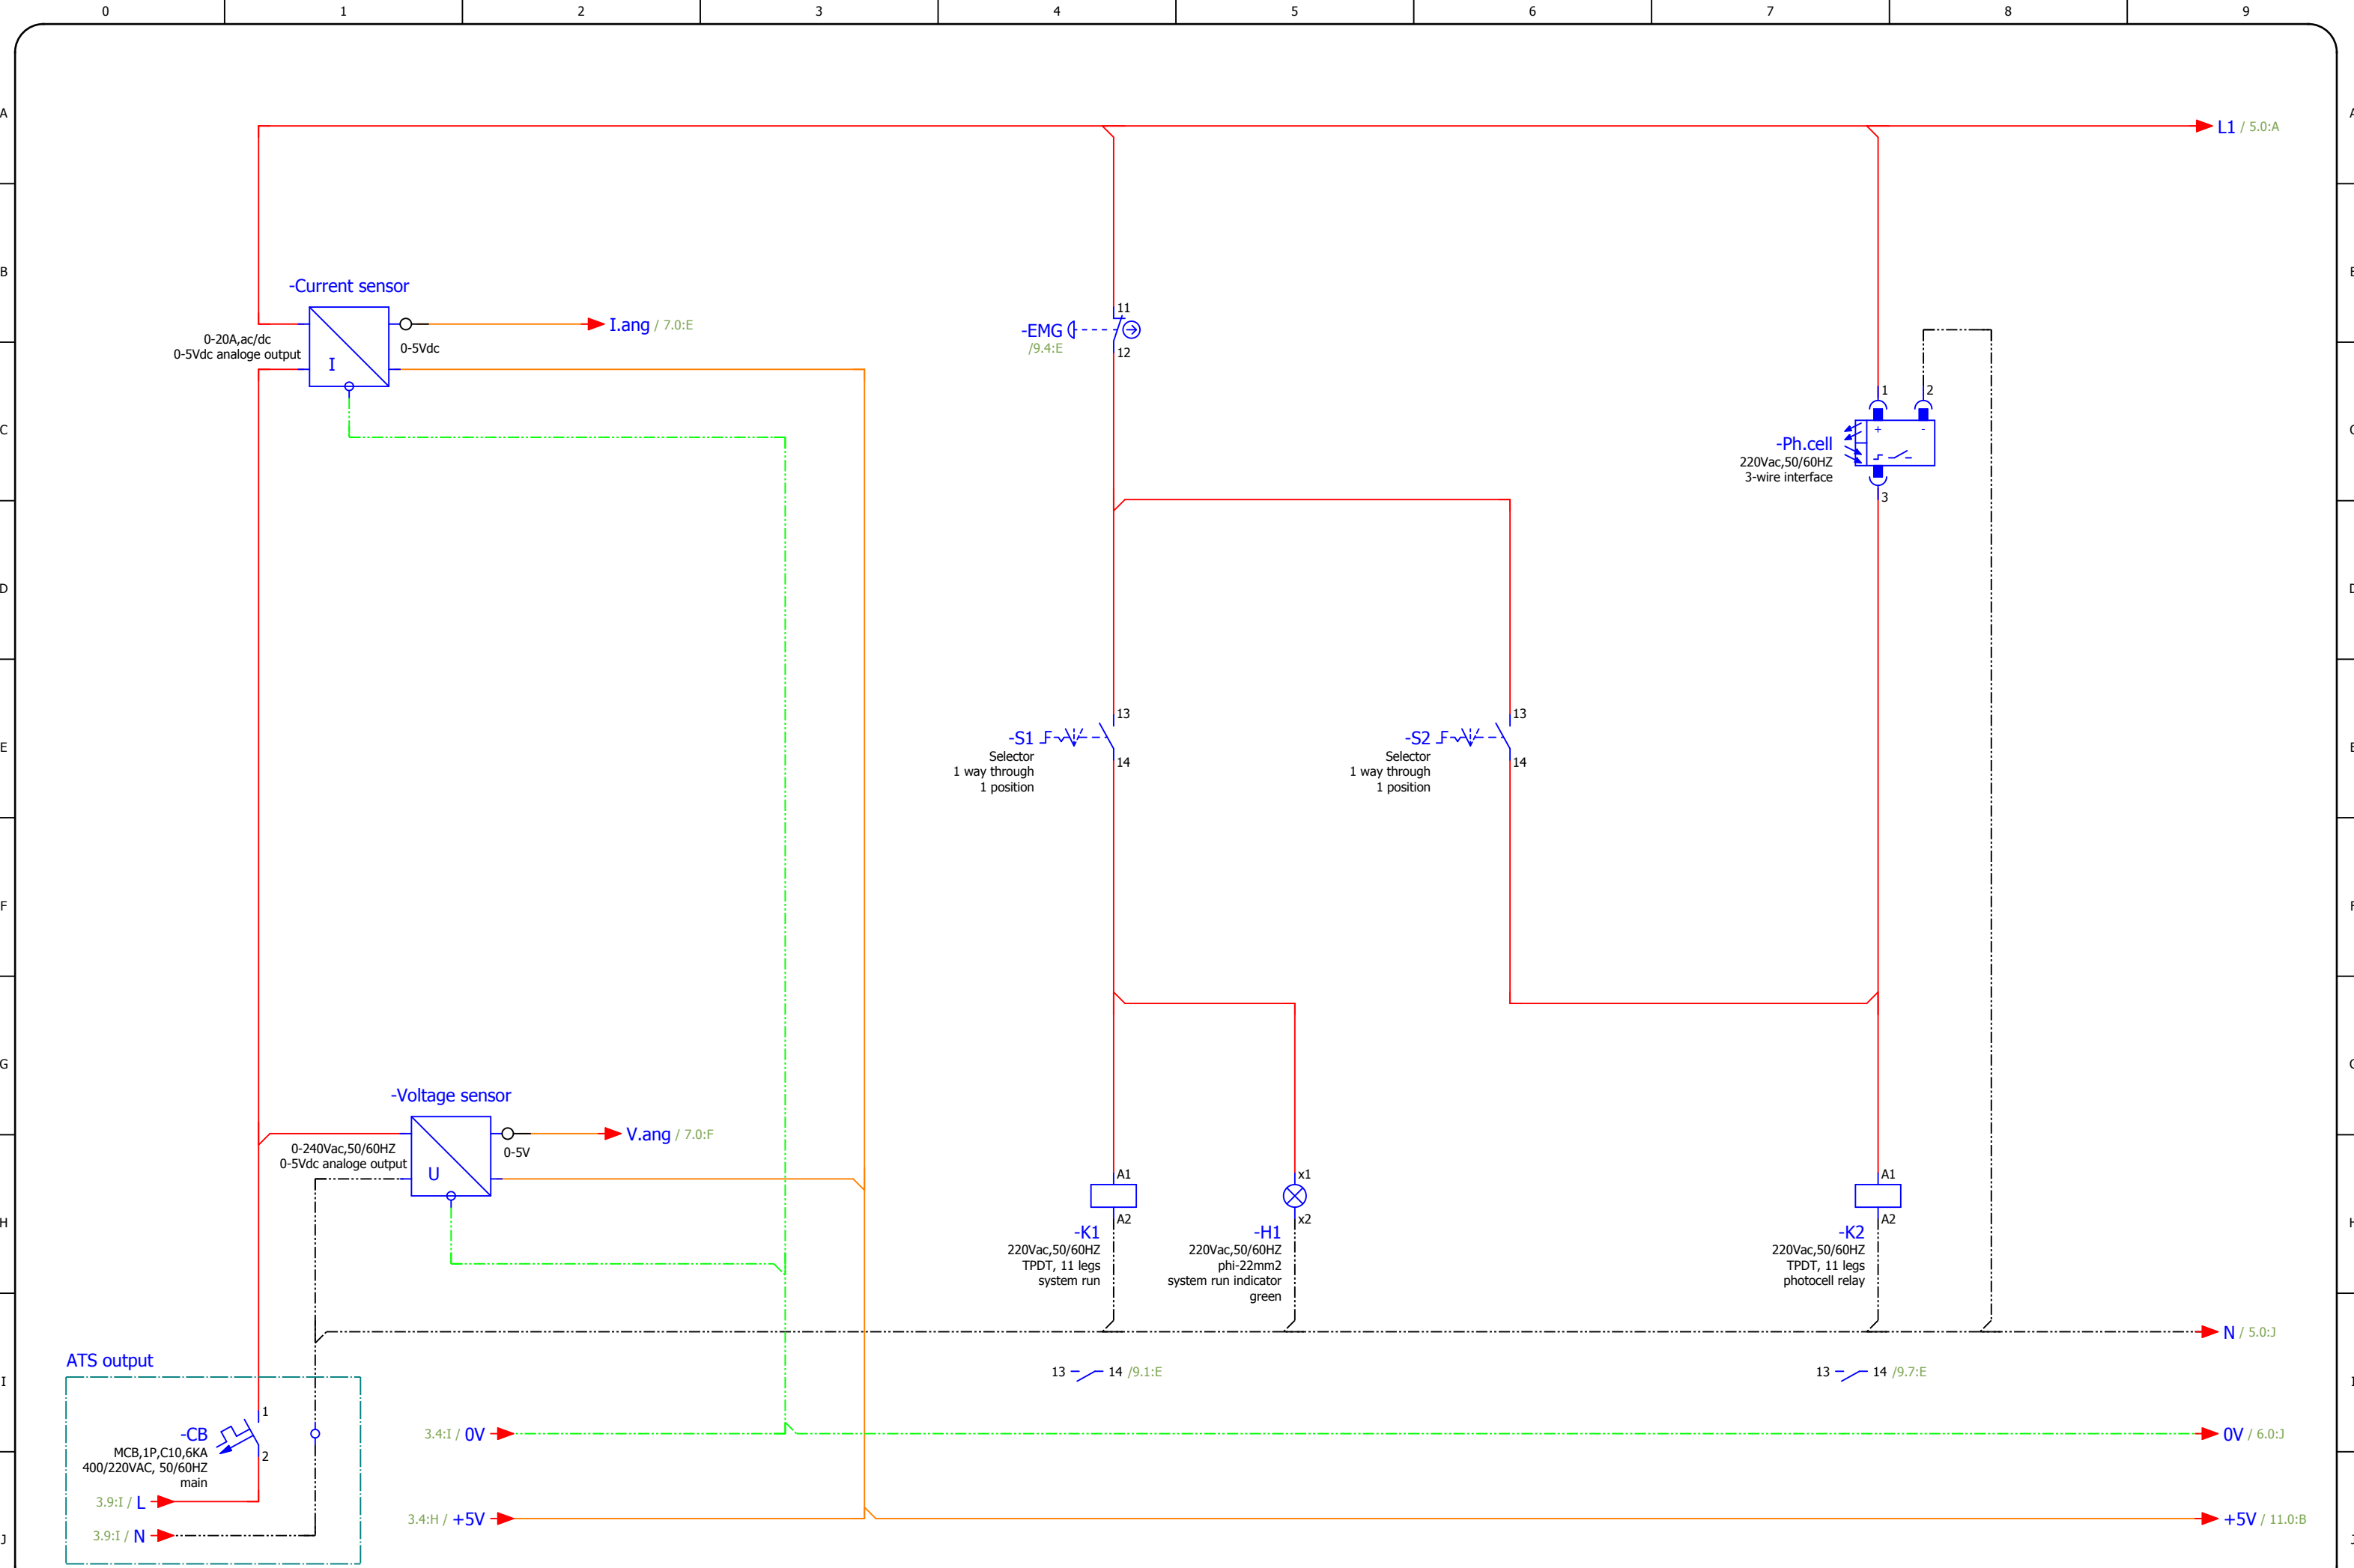 0 1 2 3 4 5 6 7 8 9
A
L1 / 5.0:A
B
-Current sensor
0-20A,ac/dc
0-5Vdc analoge output
I
0-5Vdc
I.ang / 7.0:E
11
-EMG
/9.4:E
12
1 2
C
+ -
-Ph.cell
220Vac,50/60HZ
3-wire interface
3
D
13
-S1
Selector
1 way through
1 position
14
13
-S2
Selector
1 way through
1 position
14
E
F
G
-Voltage sensor
0-240Vac,50/60HZ
0-5Vdc analoge output
U
0-5V
V.ang / 7.0:F
A1
A2
-K1
220Vac,50/60HZ
TPDT, 11 legs
system run
x1
x2
-H1
220Vac,50/60HZ
phi-22mm2
system run indicator
green
A1
A2
-K2
220Vac,50/60HZ
TPDT, 11 legs
photocell relay
H
N / 5.0:J
ATS output
13 14 /9.1:E
13 14 /9.7:E
I
1
-CB
MCB,1P,C10,6KA
400/220VAC, 50/60HZ
main
2
3.4:I / 0V
0V / 6.0:J
3.9:I / L
3.9:I / N
3.4:H / +5V
+5V / 11.0:B
J